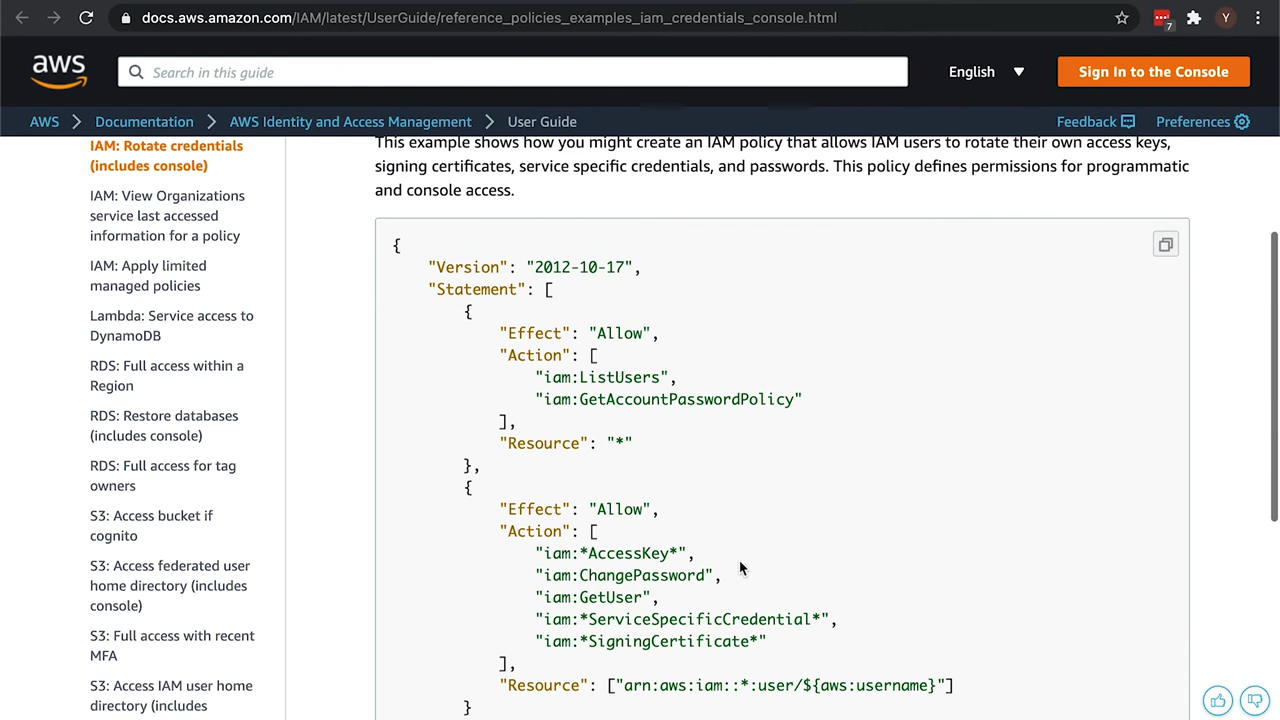 docs.aws.amazon.com/IAM/latest/UserGuide/reference_policies_examples_iam_credentials_console.html
7
Y
aws
Search in this guide
English
Sign In to the Console
AWS
Documentation
AWS Identity and Access Management
User Guide
Feedback
Preferences
IAM: Rotate credentials
(includes console)
IAM: View Organizations
service last accessed
information for a policy
IAM: Apply limited
managed policies
Lambda: Service access to
DynamoDB
RDS: Full access within a
Region
RDS: Restore databases
(includes console)
RDS: Full access for tag
owners
S3: Access bucket if
cognito
S3: Access federated user
home directory (includes
console)
S3: Full access with recent
MFA
S3: Access IAM user home
directory (includes
This example shows how you might create an IAM policy that allows IAM users to rotate their own access keys,
signing certificates, service specific credentials, and passwords. This policy defines permissions for programmatic
and console access.
{
"Version": "2012-10-17",
"Statement": [
{
"Effect": "Allow",
"Action": [
"iam:ListUsers",
"iam:GetAccountPasswordPolicy"
],
"Resource": "*"
},
{
"Effect": "Allow",
"Action": [
"iam:*AccessKey*",
"iam:ChangePassword",
"iam:GetUser",
"iam:*ServiceSpecificCredential*",
"iam:*SigningCertificate*"
],
"Resource": ["arn:aws:iam::*:user/${aws:username}"]
}